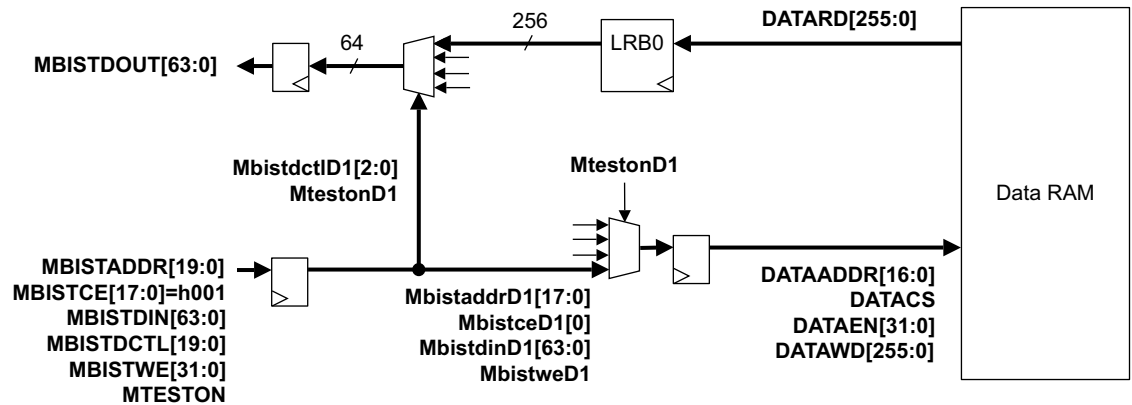 MBISTDOUT[63:0]
64
256
LRB0
DATARD[255:0]
MbistdctlD1[2:0]
MtestonD1
MtestonD1
Data RAM
MBISTADDR[19:0]
MBISTCE[17:0]=h001
MBISTDIN[63:0]
MBISTDCTL[19:0]
MBISTWE[31:0]
MTESTON
MbistaddrD1[17:0]
MbistceD1[0]
MbistdinD1[63:0]
MbistweD1
DATAADDR[16:0]
DATACS
DATAEN[31:0]
DATAWD[255:0]